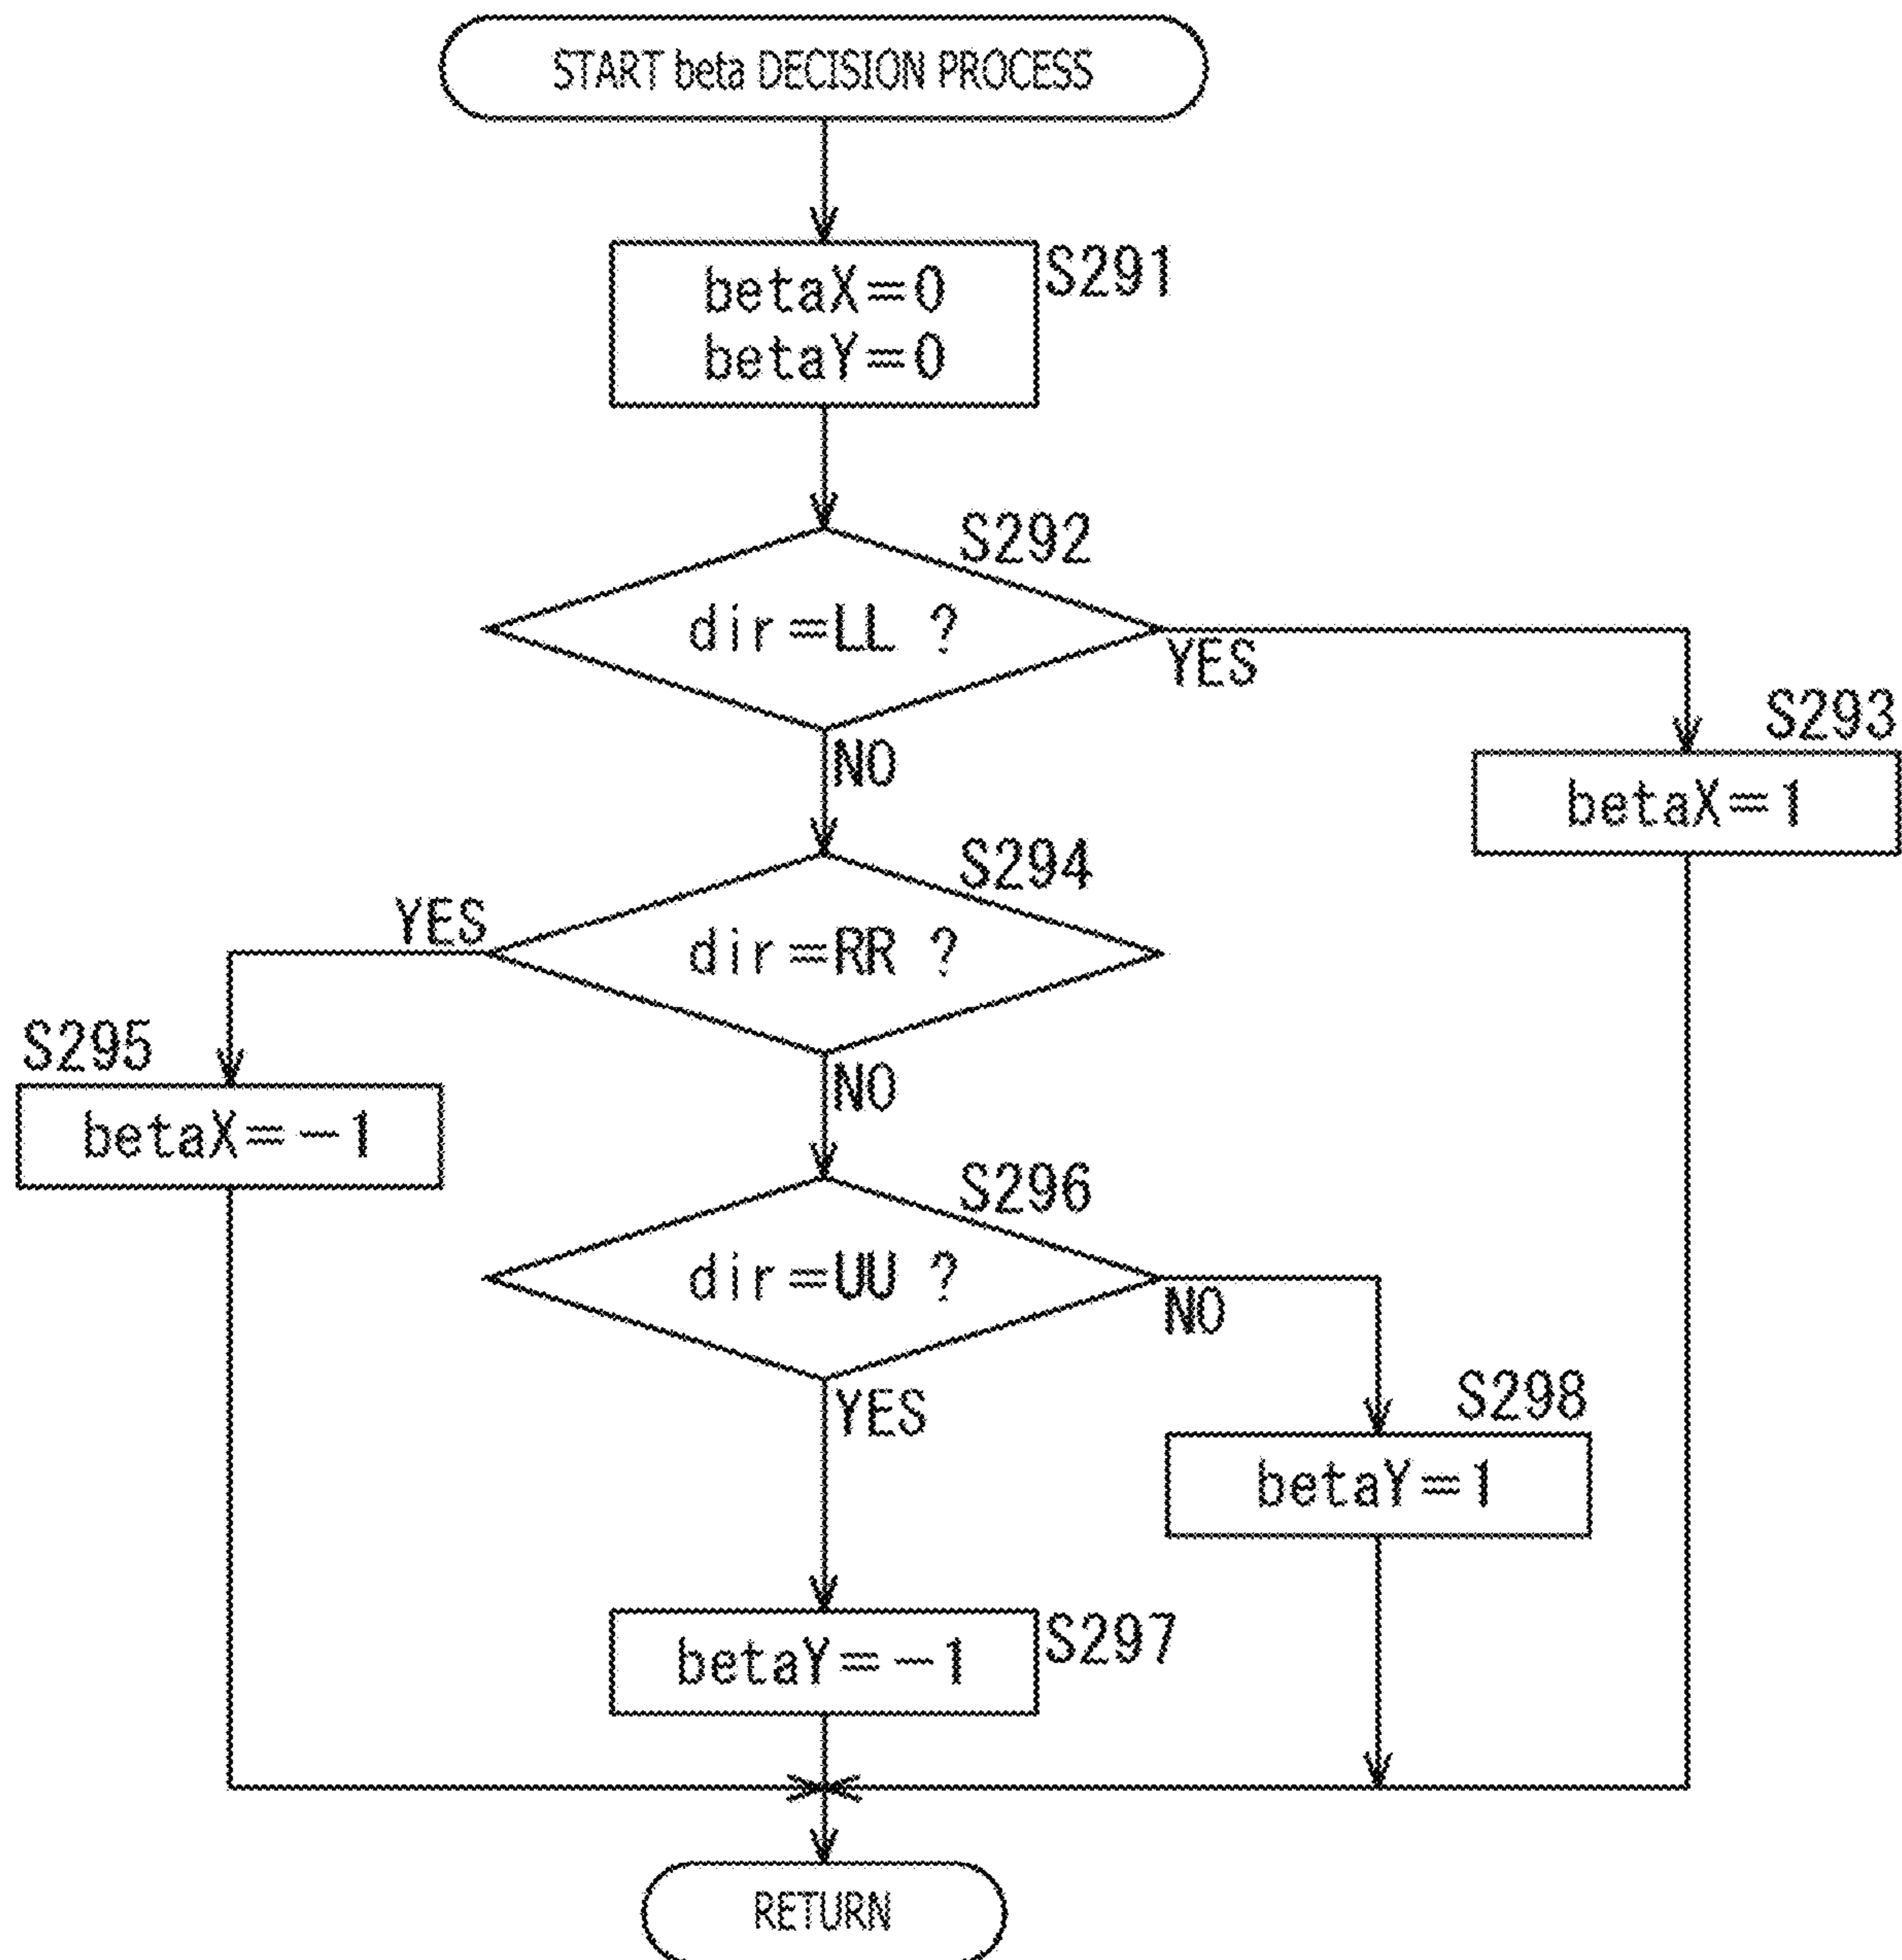 START beta DECISION PROCESS
S291
betaX=0
betaY=0
S292
dir=LL ?
YES
NO
S293
betaX=1
S294
dir=RR ?
YES
NO
S295
betaX=-1
S296
dir=UU ?
NO
YES
S298
betaY=1
S297
betaY=-1
RETURN